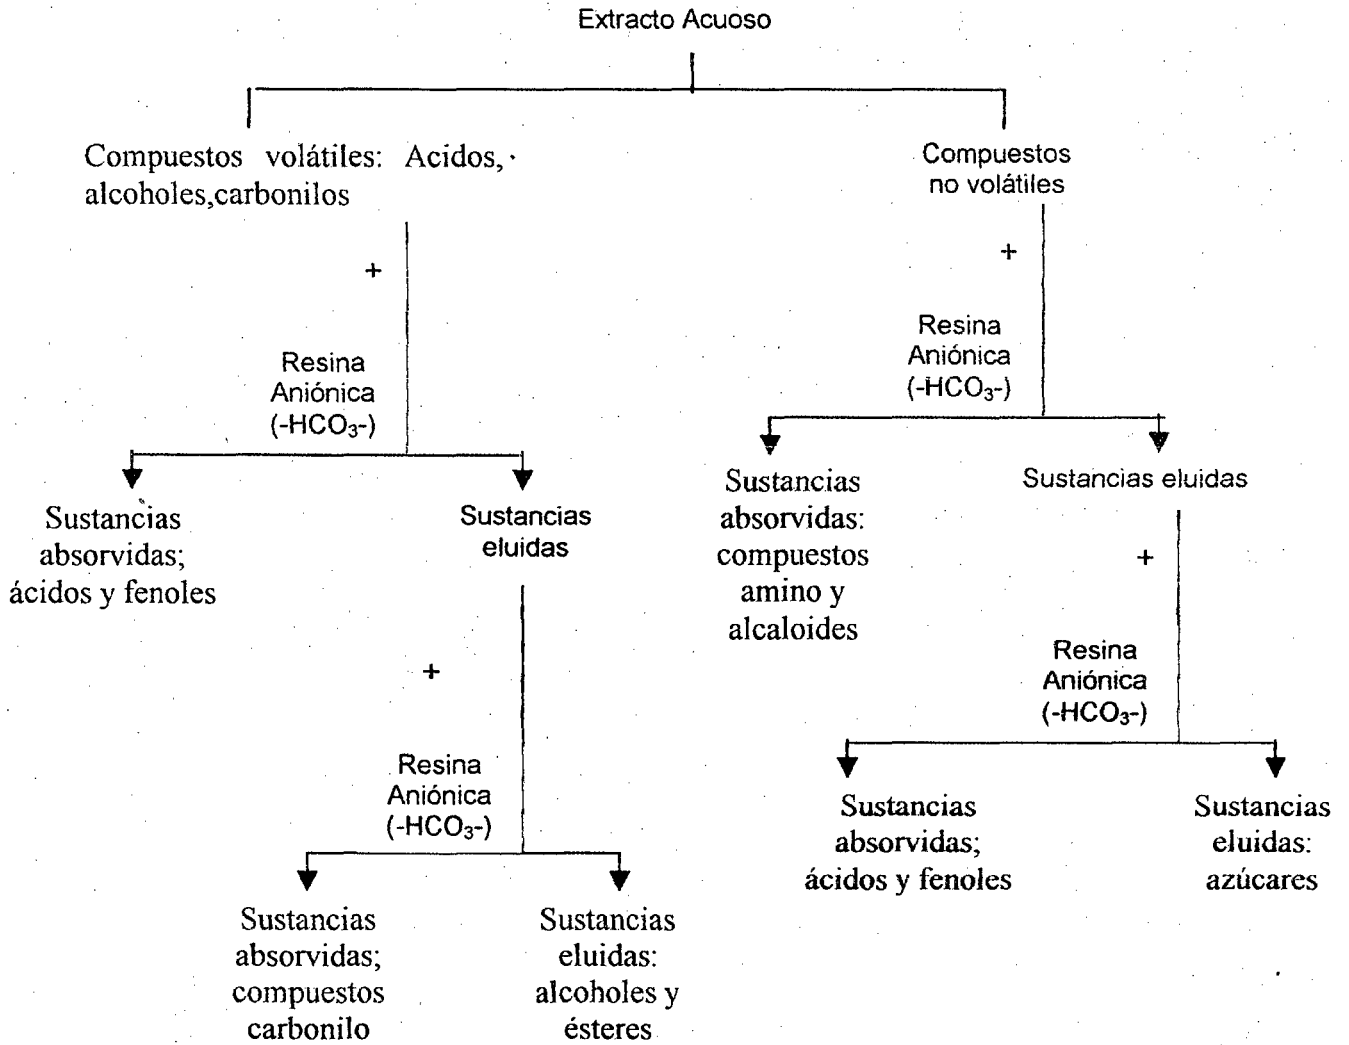 Extracto Acuoso
Compuestos volátiles: Acidos,
alcoholes,carbonilos
+
Resina
Aniónica
(-HCO₃-)
Sustancias
absorvidas;
ácidos y fenoles
Sustancias
eluidas
+
Resina
Aniónica
(-HCO₃-)
Sustancias
absorvidas;
compuestos
carbonilo
Sustancias
eluidas:
alcoholes y
ésteres
Compuestos
no volátiles
+
Resina
Aniónica
(-HCO₃-)
Sustancias
absorvidas:
compuestos
amino y
alcaloides
Sustancias eluidas
+
Resina
Aniónica
(-HCO₃-)
Sustancias
absorvidas;
ácidos y fenoles
Sustancias
eluidas:
azúcares